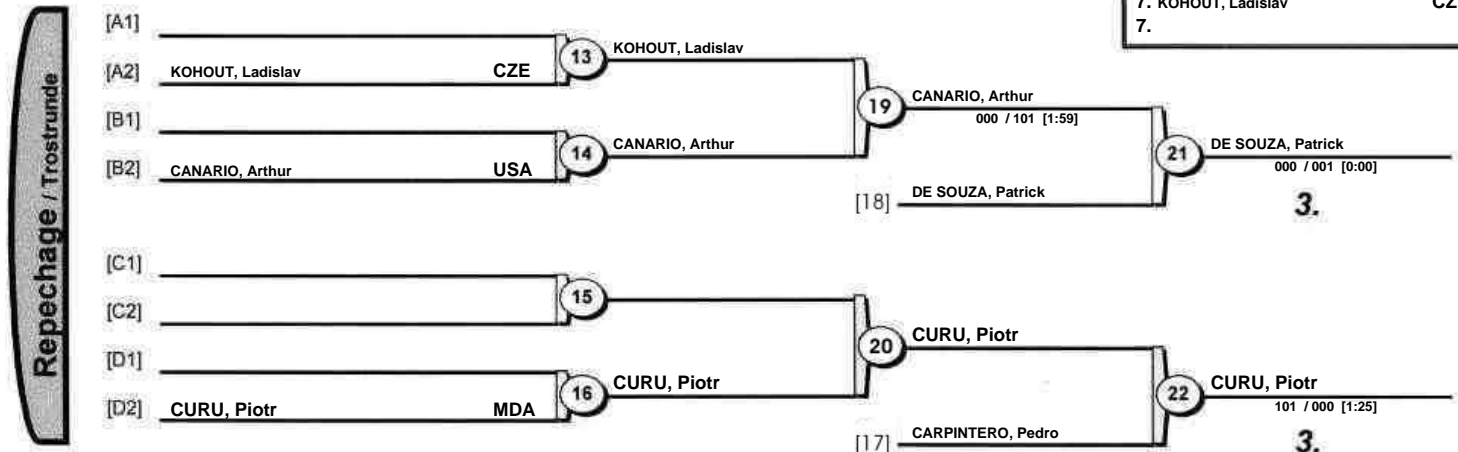 7. KOHOUT, Ladislav CZ
7.
Repechage / Trostrunde
[A1]
[A2] KOHOUT, Ladislav CZE
13
KOHOUT, Ladislav
[B1]
[B2] CANARIO, Arthur USA
14
CANARIO, Arthur
19
CANARIO, Arthur
000 / 101 [1:59]
[18] DE SOUZA, Patrick
21
DE SOUZA, Patrick
000 / 001 [0:00]
3.
[C1]
[C2]
15
[D1]
[D2] CURU, Piotr MDA
16
CURU, Piotr
20
CURU, Piotr
[17] CARPINTERO, Pedro
22
CURU, Piotr
101 / 000 [1:25]
3.